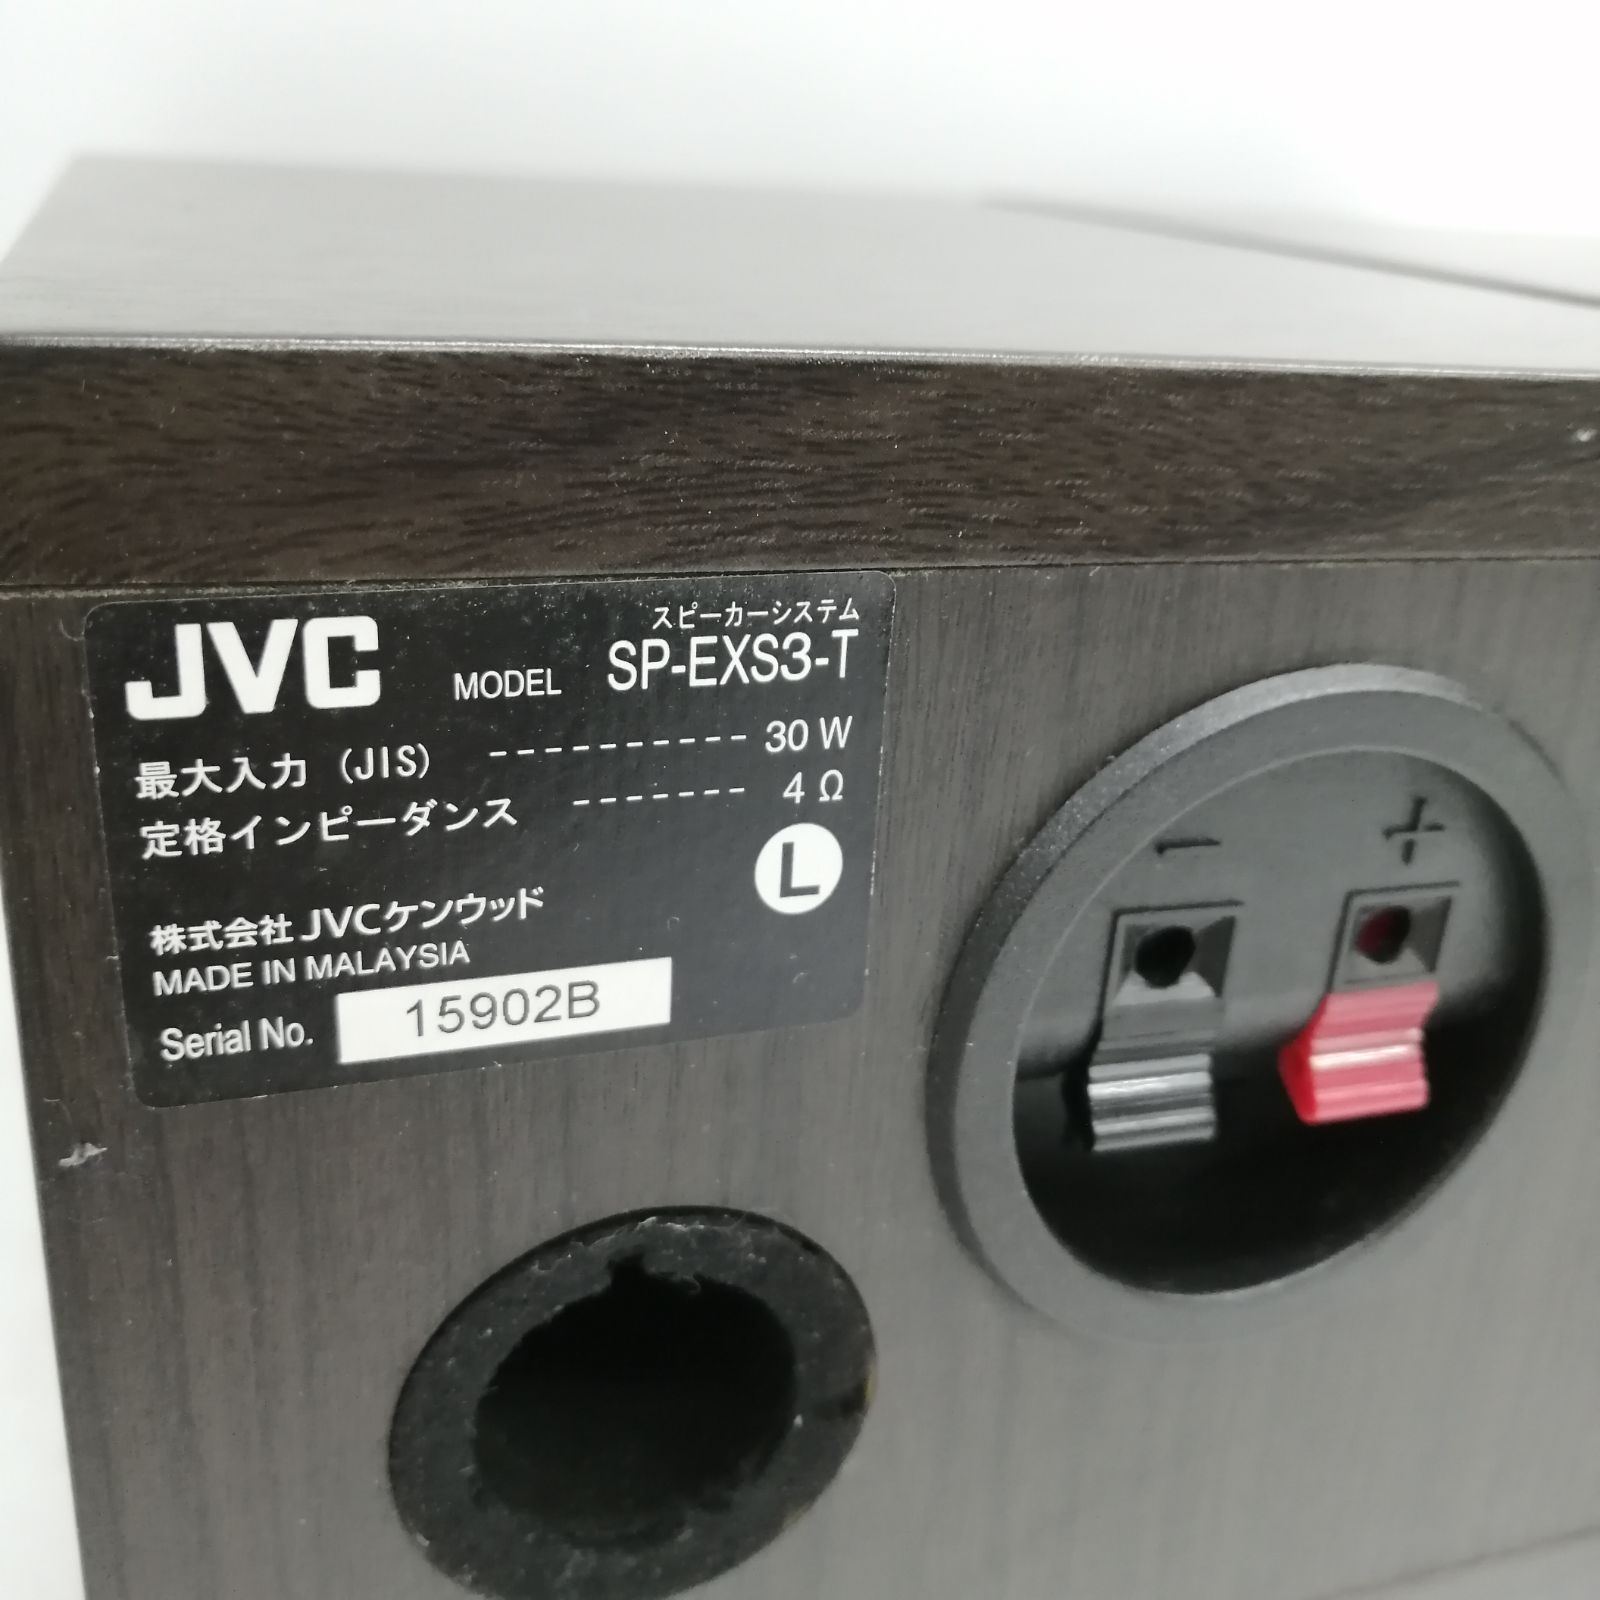 JVC
スピーカーシステム
MODEL SP-EXS3-T
最大入力 (JIS) ---------- 30 W
定格インピーダンス ------- 4 Ω
L
株式会社 JVCケンウッド
MADE IN MALAYSIA
Serial No. 15902B
− +